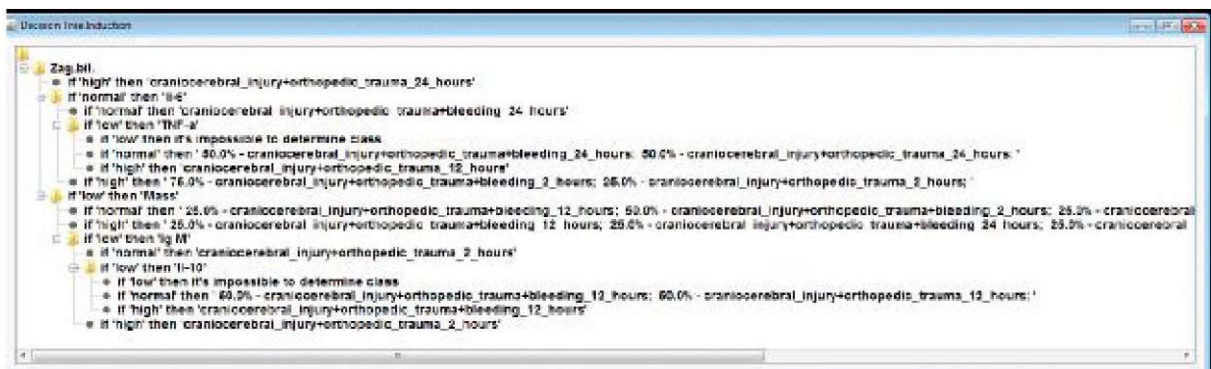 Decision Tree Induction
Zag.bil.
if 'high' then 'craniocerebral_injury+orthopedic_trauma_24_hours'
if 'normal' then 'Il-6'
if 'normal' then 'craniocerebral_injury+orthopedic_trauma+bleeding_24_hours'
if 'low' then 'TNF-a'
if 'low' then it's impossible to determine class
if 'normal' then ' 50.0% - craniocerebral_injury+orthopedic_trauma+bleeding_24_hours; 50.0% - craniocerebral_injury+orthopedic_trauma_24_hours; '
if 'high' then 'craniocerebral_injury+orthopedic_trauma_12_hours'
if 'high' then ' 75.0% - craniocerebral_injury+orthopedic_trauma+bleeding_2_hours; 25.0% - craniocerebral_injury+orthopedic_trauma_2_hours; '
if 'low' then 'Mass'
if 'normal' then ' 25.0% - craniocerebral_injury+orthopedic_trauma+bleeding_12_hours; 50.0% - craniocerebral_injury+orthopedic_trauma+bleeding_2_hours; 25.0% - craniocerebral
if 'high' then ' 25.0% - craniocerebral_injury+orthopedic_trauma+bleeding_12_hours; 25.0% - craniocerebral_injury+orthopedic_trauma+bleeding_24_hours; 25.0% - craniocerebral
if 'low' then 'Ig M'
if 'normal' then 'craniocerebral_injury+orthopedic_trauma_2_hours'
if 'low' then 'Il-10'
if 'low' then it's impossible to determine class
if 'normal' then ' 50.0% - craniocerebral_injury+orthopedic_trauma+bleeding_12_hours; 50.0% - craniocerebral_injury+orthopedic_trauma_12_hours; '
if 'high' then 'craniocerebral_injury+orthopedic_trauma+bleeding_12_hours'
if 'high' then 'craniocerebral_injury+orthopedic_trauma_2_hours'